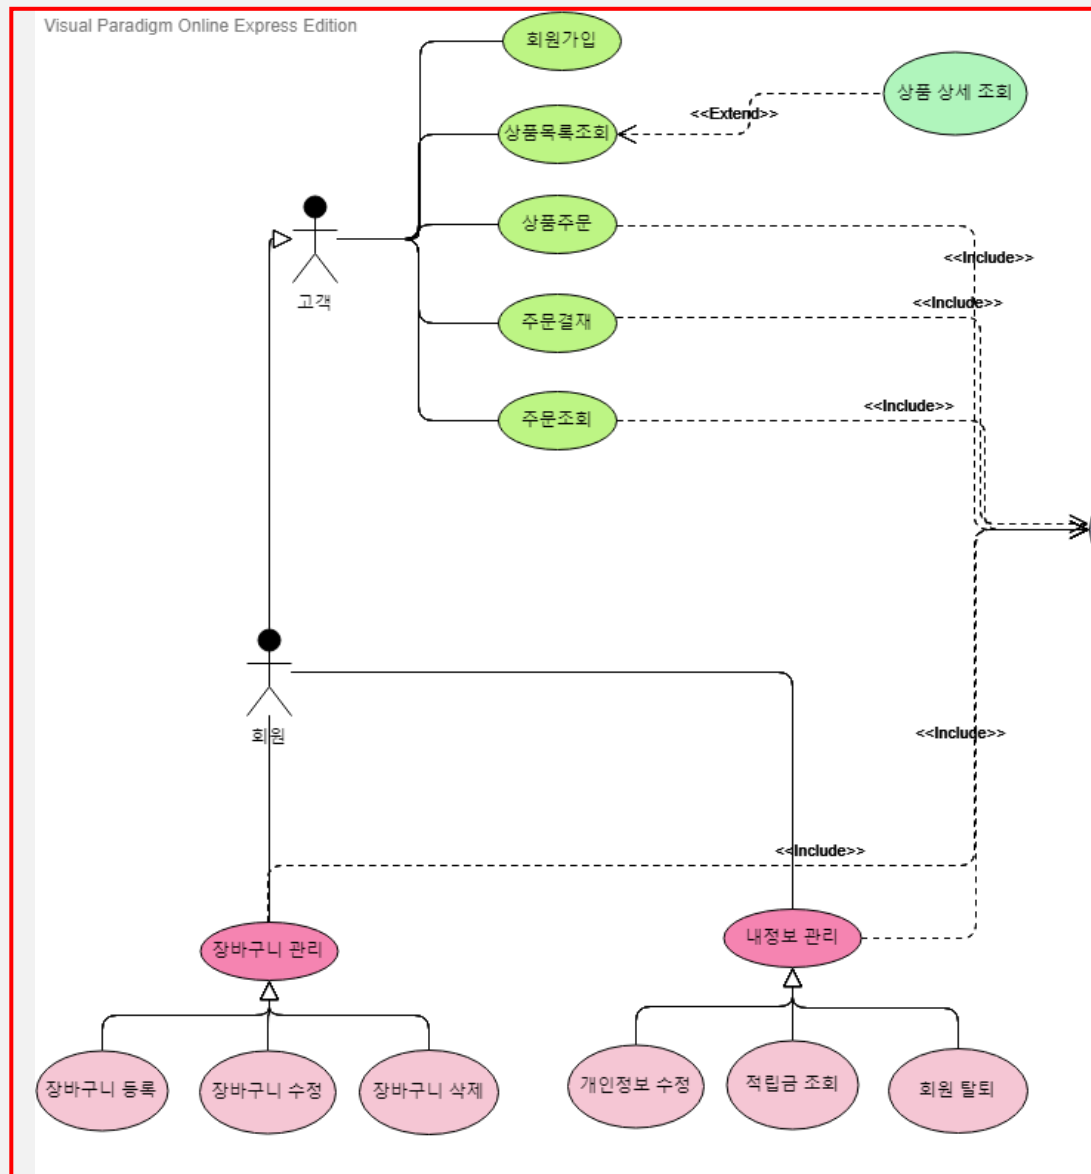 Visual Paradigm Online Express Edition
회원가입
상품 상세 조회
<<Extend>>
상품목록조회
상품주문
<<Include>>
고객
<<Include>>
주문결재
<<Include>>
주문조회
회원
<<Include>>
<<Include>>
장바구니 관리
내정보 관리
장바구니 등록
장바구니 수정
장바구니 삭제
개인정보 수정
적립금 조회
회원 탈퇴